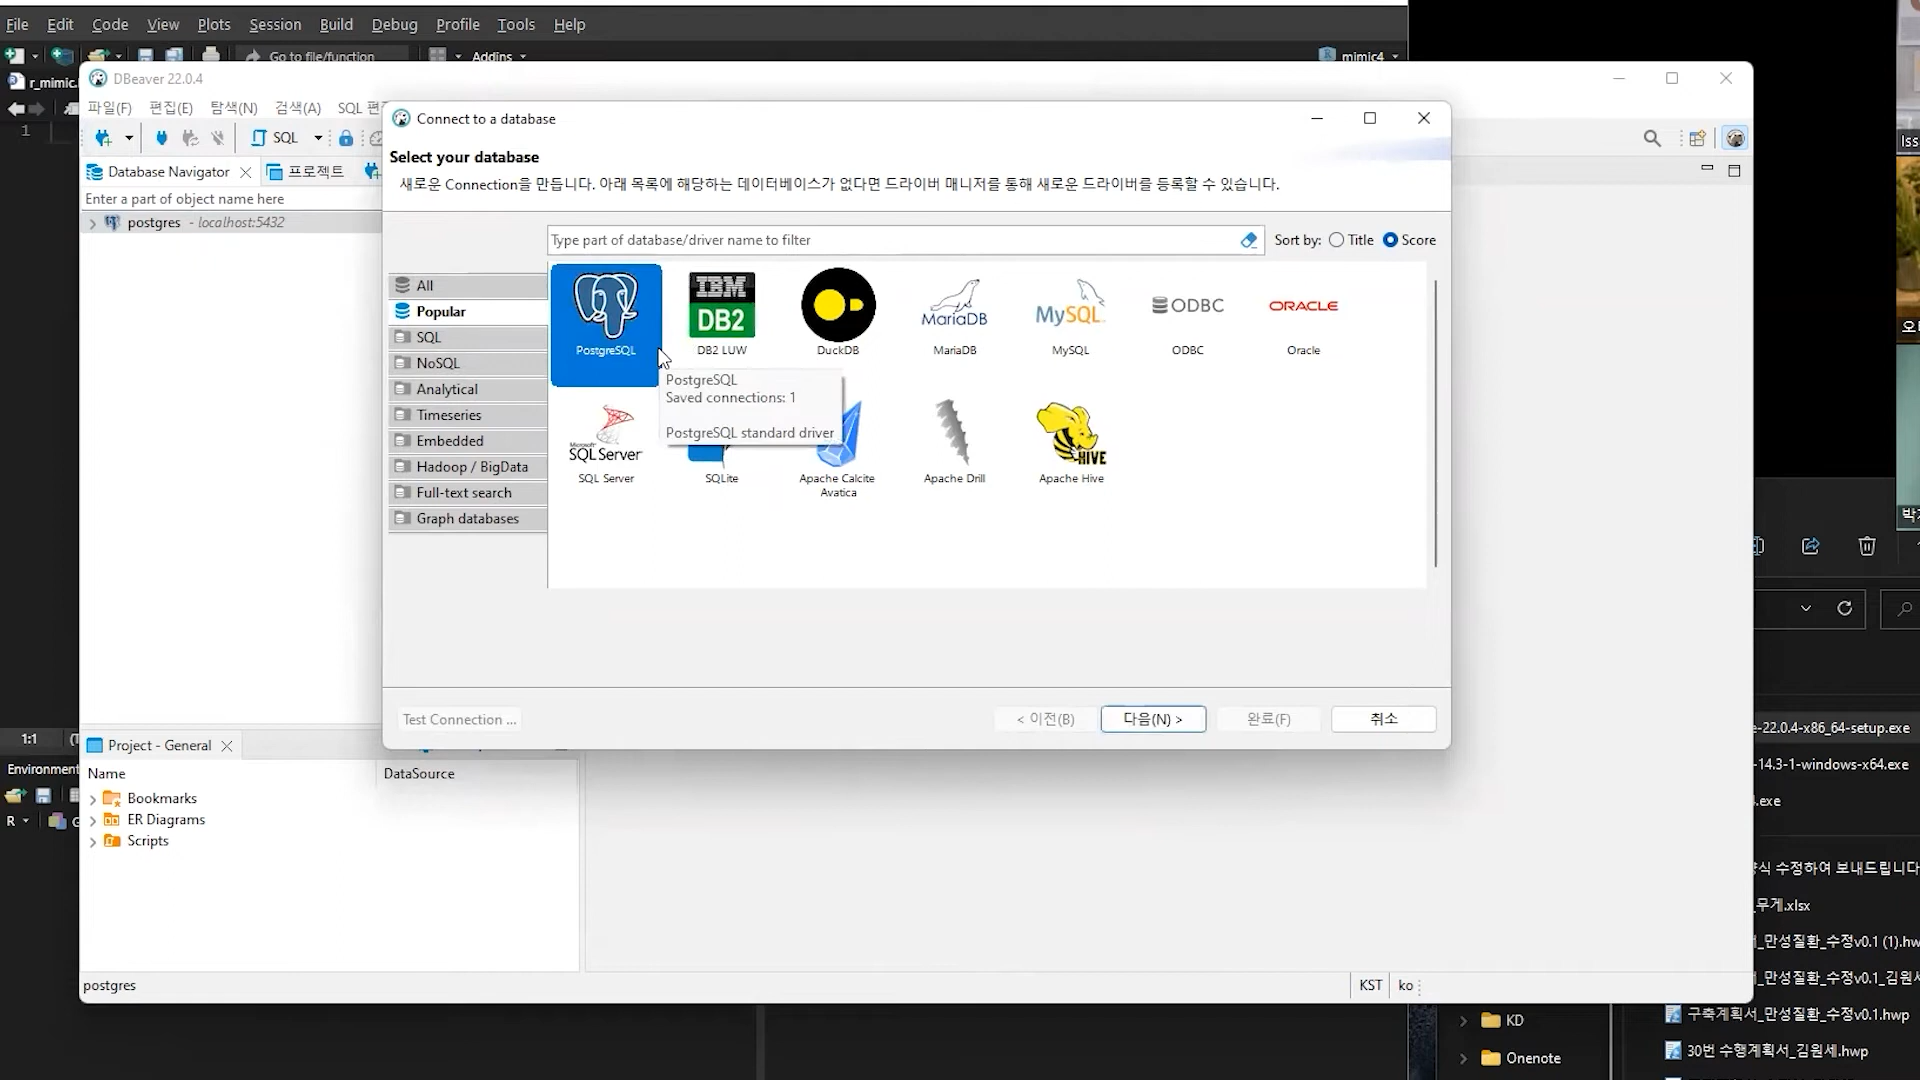 File Edit Code View Plots Session Build Debug Profile Tools Help
Go to file/function
Addins
mimic4
r_mimic.
1
DBeaver 22.0.4
파일(F) 편집(E) 탐색(N) 검색(A) SQL 편
SQL
Database Navigator
프로젝트
Enter a part of object name here
postgres - localhost:5432
Connect to a database
Select your database
새로운 Connection을 만듭니다. 아래 목록에 해당하는 데이터베이스가 없다면 드라이버 매니저를 통해 새로운 드라이버를 등록할 수 있습니다.
Type part of database/driver name to filter
Sort by: Title Score
All
Popular
SQL
NoSQL
Analytical
Timeseries
Embedded
Hadoop / BigData
Full-text search
Graph databases
IBM
DB2
MariaDB
MySQL
ODBC
ORACLE
PostgreSQL
DB2 LUW
DuckDB
MariaDB
MySQL
ODBC
Oracle
PostgreSQL
Saved connections: 1
PostgreSQL standard driver
Microsoft
SQL Server
HIVE
SQL Server
SQLite
Apache Calcite
Avatica
Apache Drill
Apache Hive
Test Connection ...
< 이전(B)
다음(N) >
완료(F)
취소
1:1
Environment
R
Project - General
Name
DataSource
Bookmarks
ER Diagrams
Scripts
postgres
KST
ko
Iss
오
박
e-22.0.4-x86_64-setup.exe
-14.3-1-windows-x64.exe
.exe
식 수정하여 보내드립니다
_무게.xlsx
_만성질환_수정v0.1 (1).hw
_만성질환_수정v0.1_김원
구축계획서_만성질환_수정v0.1.hwp
30번 수행계획서_김원세.hwp
KD
Onenote